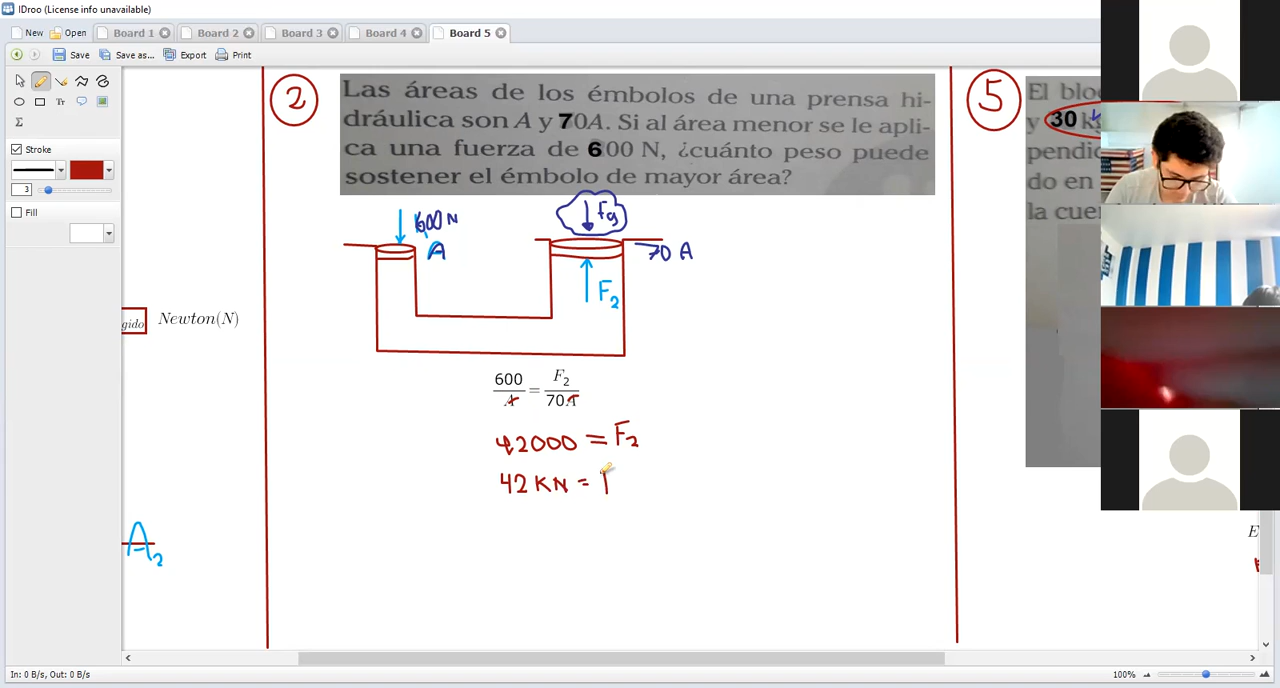 IDroo (License info unavailable)
New Open Board 1 Board 2 Board 3 Board 4 Board 5
Save Save as... Export Print
Tr
Σ
Stroke
3
Fill
gido Newton(N)
A₂
2
Las áreas de los émbolos de una prensa hi-
dráulica son A y 70A. Si al área menor se le apli-
ca una fuerza de 600 N, ¿cuánto peso puede
sostener el émbolo de mayor área?
600 N
A
Fg
70 A
F₂
600/A = F₂/70A
42000 = F₂
42 KN =
5
El blo
y 30 k
pendi
do en
la cue
E
In: 0 B/s, Out: 0 B/s
100%